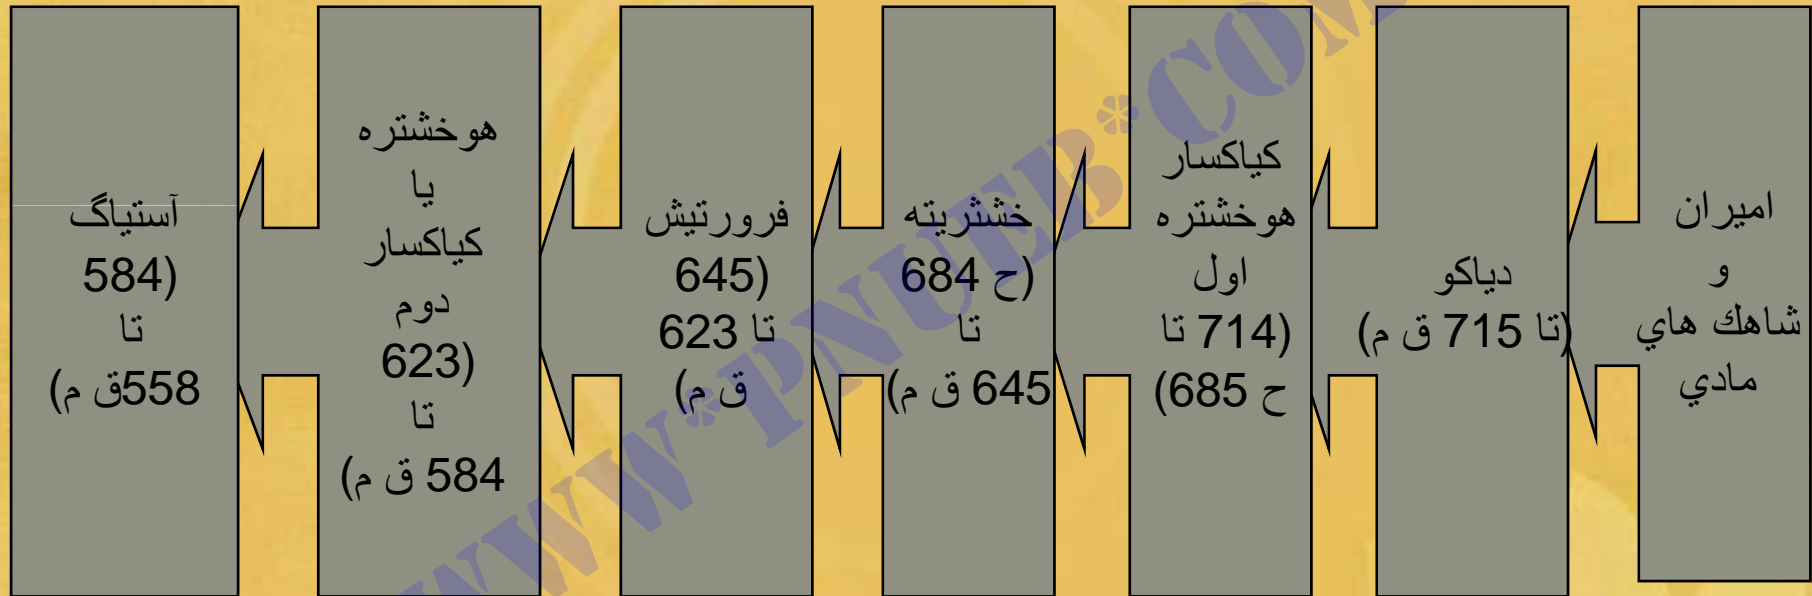 اميران
و
شاهك هاي
مادي
دياكو
(تا 715 ق م)
كياكسار
هوخشتره
اول
(714 تا
ح 685)
خشثريته
(ح 684
تا
645 ق م)
فرورتيش
(645
تا 623
ق م)
هوخشتره
يا
كياكسار
دوم
(623
تا
584 ق م)
آستياگ
(584
تا
558ق م)
WWW*PNUEB*COM